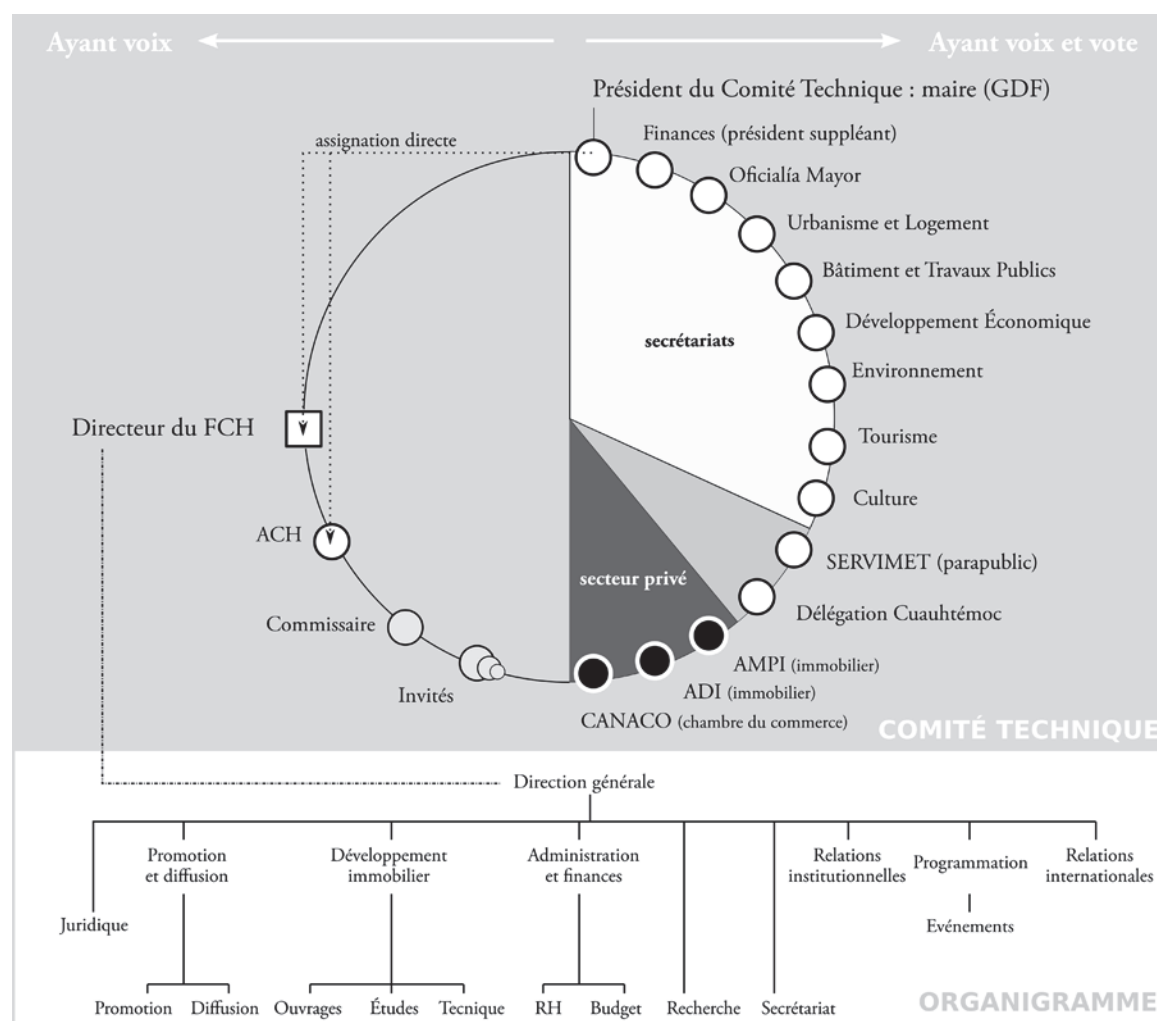 Ayant voix
Ayant voix et vote
Président du Comité Technique : maire (GDF)
Finances (président suppléant)
assignation directe
Oficialía Mayor
Urbanisme et Logement
Bâtiment et Travaux Publics
Développement Économique
secrétariats
Environnement
Directeur du FCH
Tourisme
Culture
ACH
SERVIMET (parapublic)
secteur privé
Délégation Cuauhtémoc
Commissaire
AMPI (immobilier)
Invités
ADI (immobilier)
CANACO (chambre du commerce)
COMITÉ TECHNIQUE
Direction générale
Promotion
et diffusion
Développement
immobilier
Administration
et finances
Relations
institutionnelles
Programmation
Relations
internationales
Juridique
Evénements
Promotion
Diffusion
Ouvrages
Études
Tecnique
RH
Budget
Recherche
Secrétariat
ORGANIGRAMME